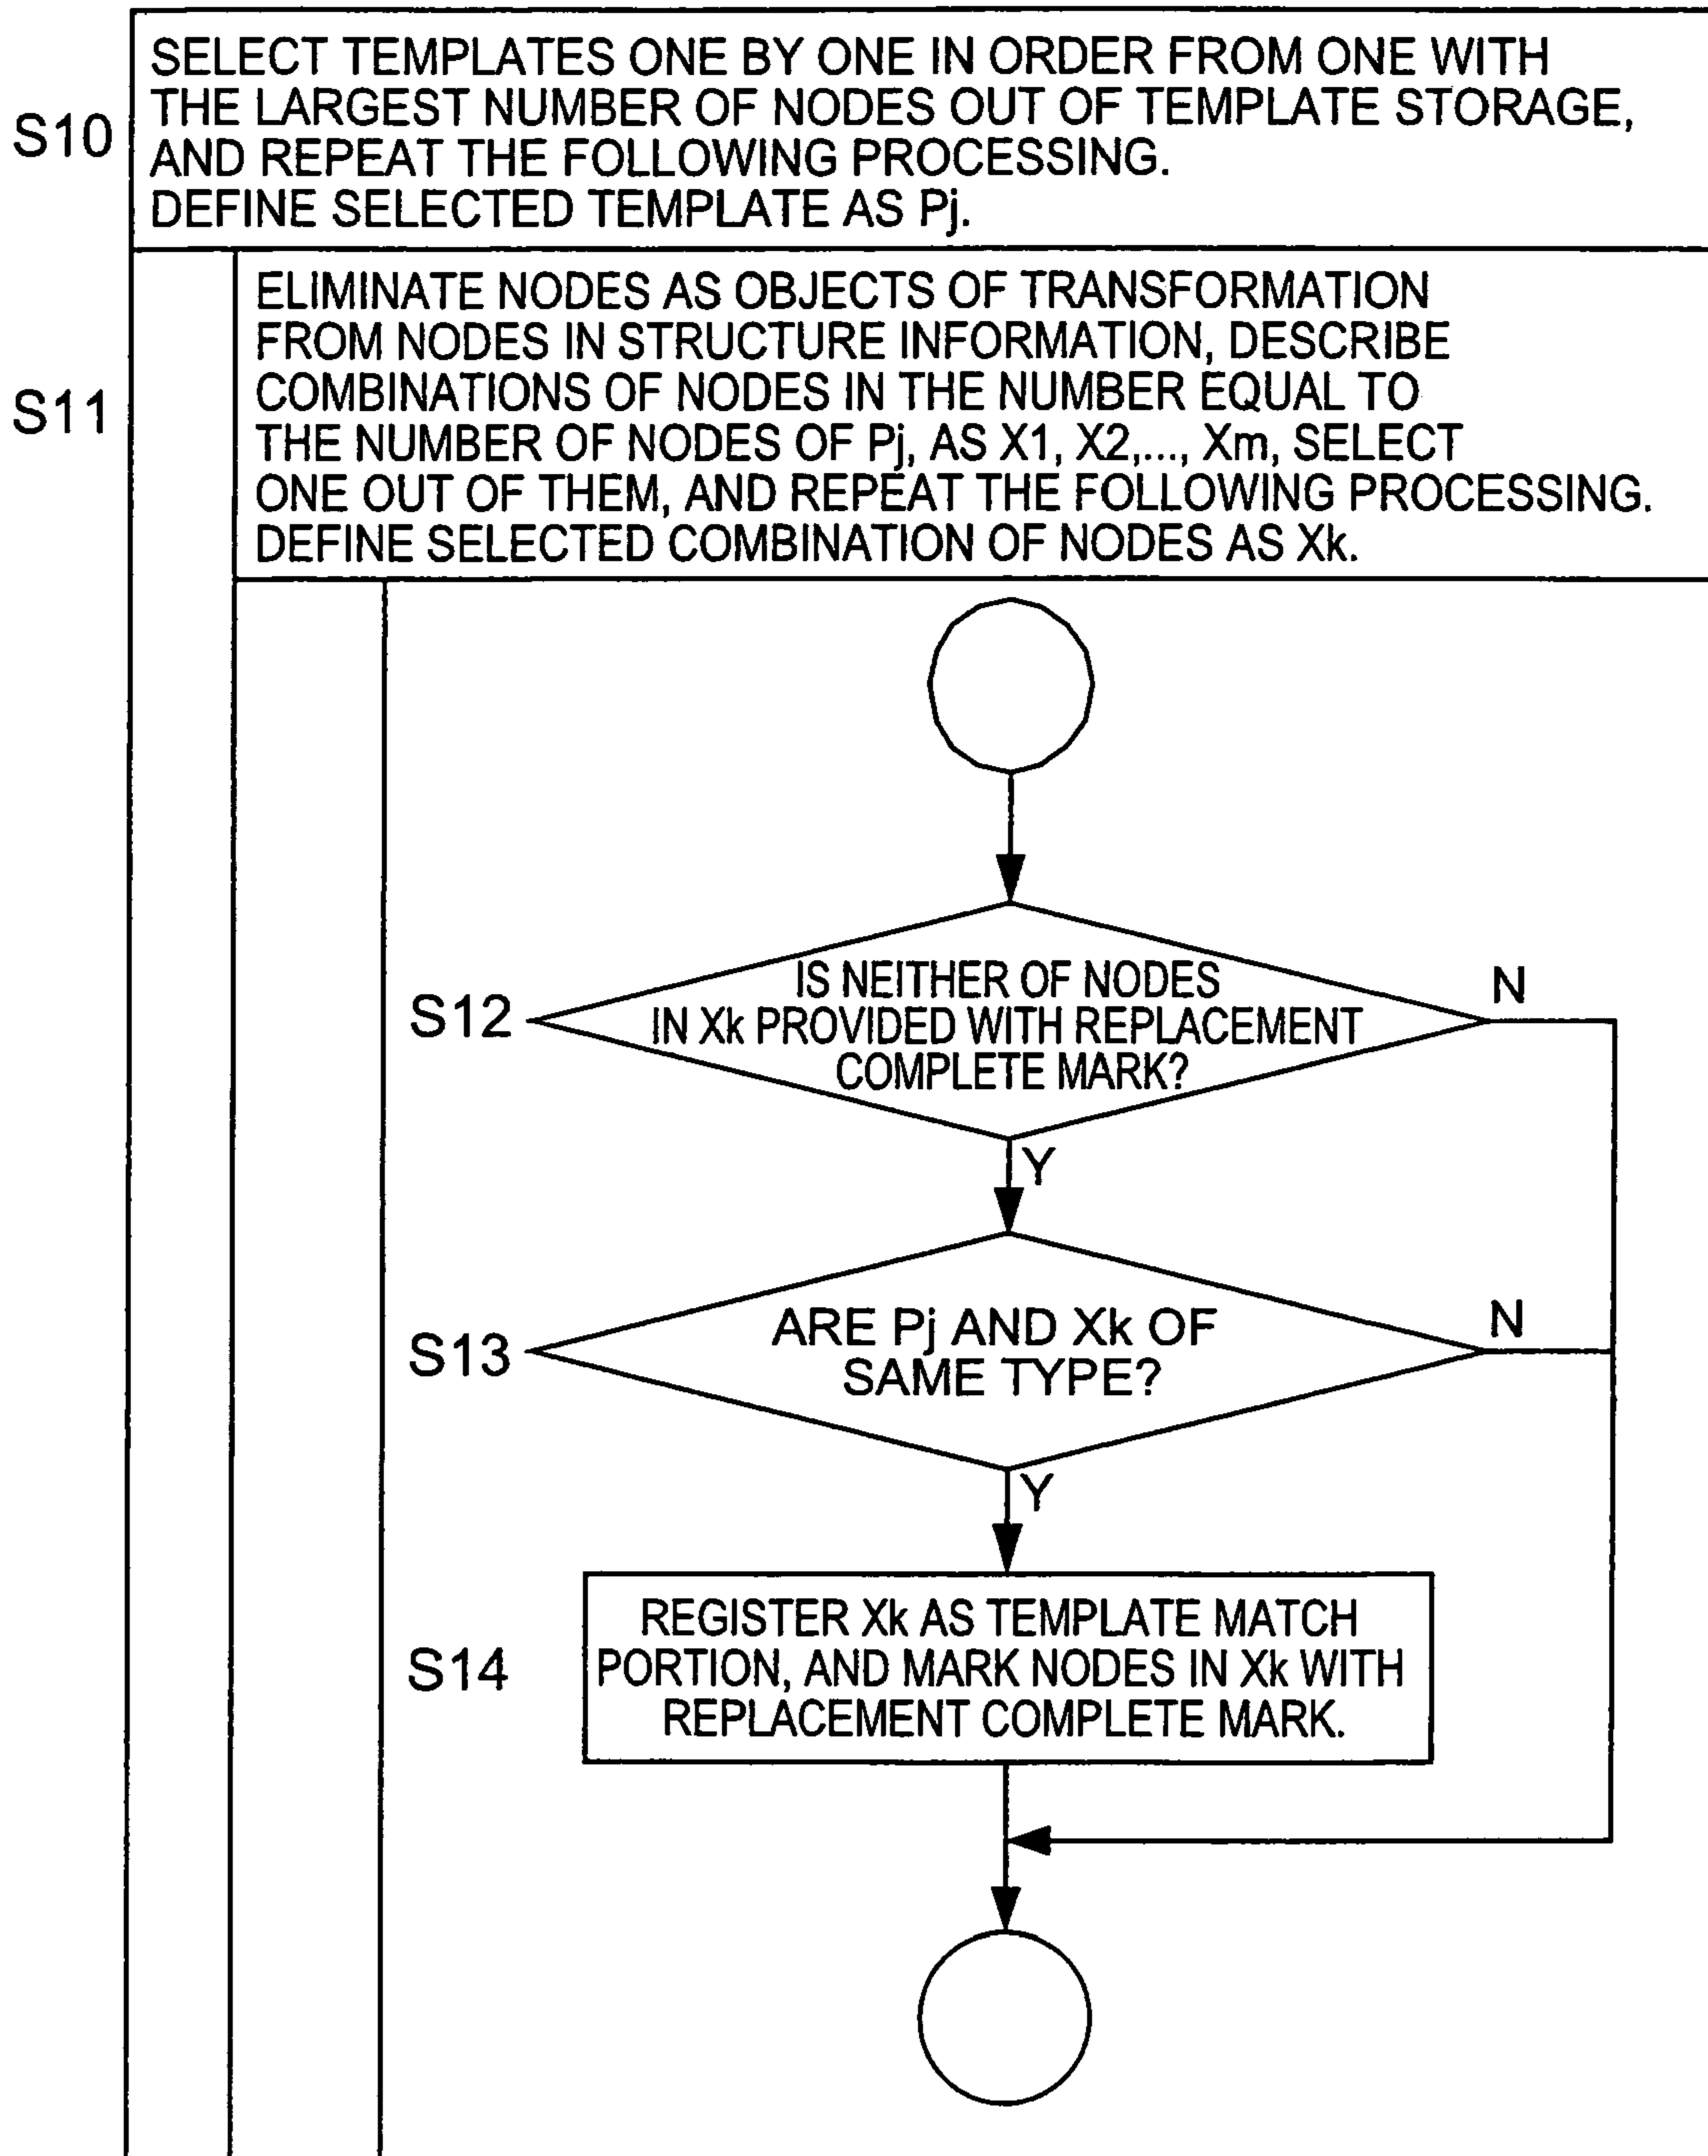 S10
SELECT TEMPLATES ONE BY ONE IN ORDER FROM ONE WITH
THE LARGEST NUMBER OF NODES OUT OF TEMPLATE STORAGE,
AND REPEAT THE FOLLOWING PROCESSING.
DEFINE SELECTED TEMPLATE AS Pj.
S11
ELIMINATE NODES AS OBJECTS OF TRANSFORMATION
FROM NODES IN STRUCTURE INFORMATION, DESCRIBE
COMBINATIONS OF NODES IN THE NUMBER EQUAL TO
THE NUMBER OF NODES OF Pj, AS X1, X2,..., Xm, SELECT
ONE OUT OF THEM, AND REPEAT THE FOLLOWING PROCESSING.
DEFINE SELECTED COMBINATION OF NODES AS Xk.
S12
IS NEITHER OF NODES
IN Xk PROVIDED WITH REPLACEMENT
COMPLETE MARK?
N
Y
S13
ARE Pj AND Xk OF
SAME TYPE?
N
Y
S14
REGISTER Xk AS TEMPLATE MATCH
PORTION, AND MARK NODES IN Xk WITH
REPLACEMENT COMPLETE MARK.